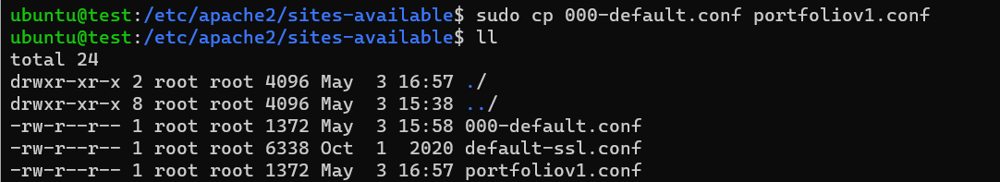 ubuntu@test:/etc/apache2/sites-available$ sudo cp 000-default.conf portfoliov1.conf
ubuntu@test:/etc/apache2/sites-available$ ll
total 24
drwxr-xr-x 2 root root 4096 May  3 16:57 ./
drwxr-xr-x 8 root root 4096 May  3 15:38 ../
-rw-r--r-- 1 root root 1372 May  3 15:58 000-default.conf
-rw-r--r-- 1 root root 6338 Oct  1  2020 default-ssl.conf
-rw-r--r-- 1 root root 1372 May  3 16:57 portfoliov1.conf